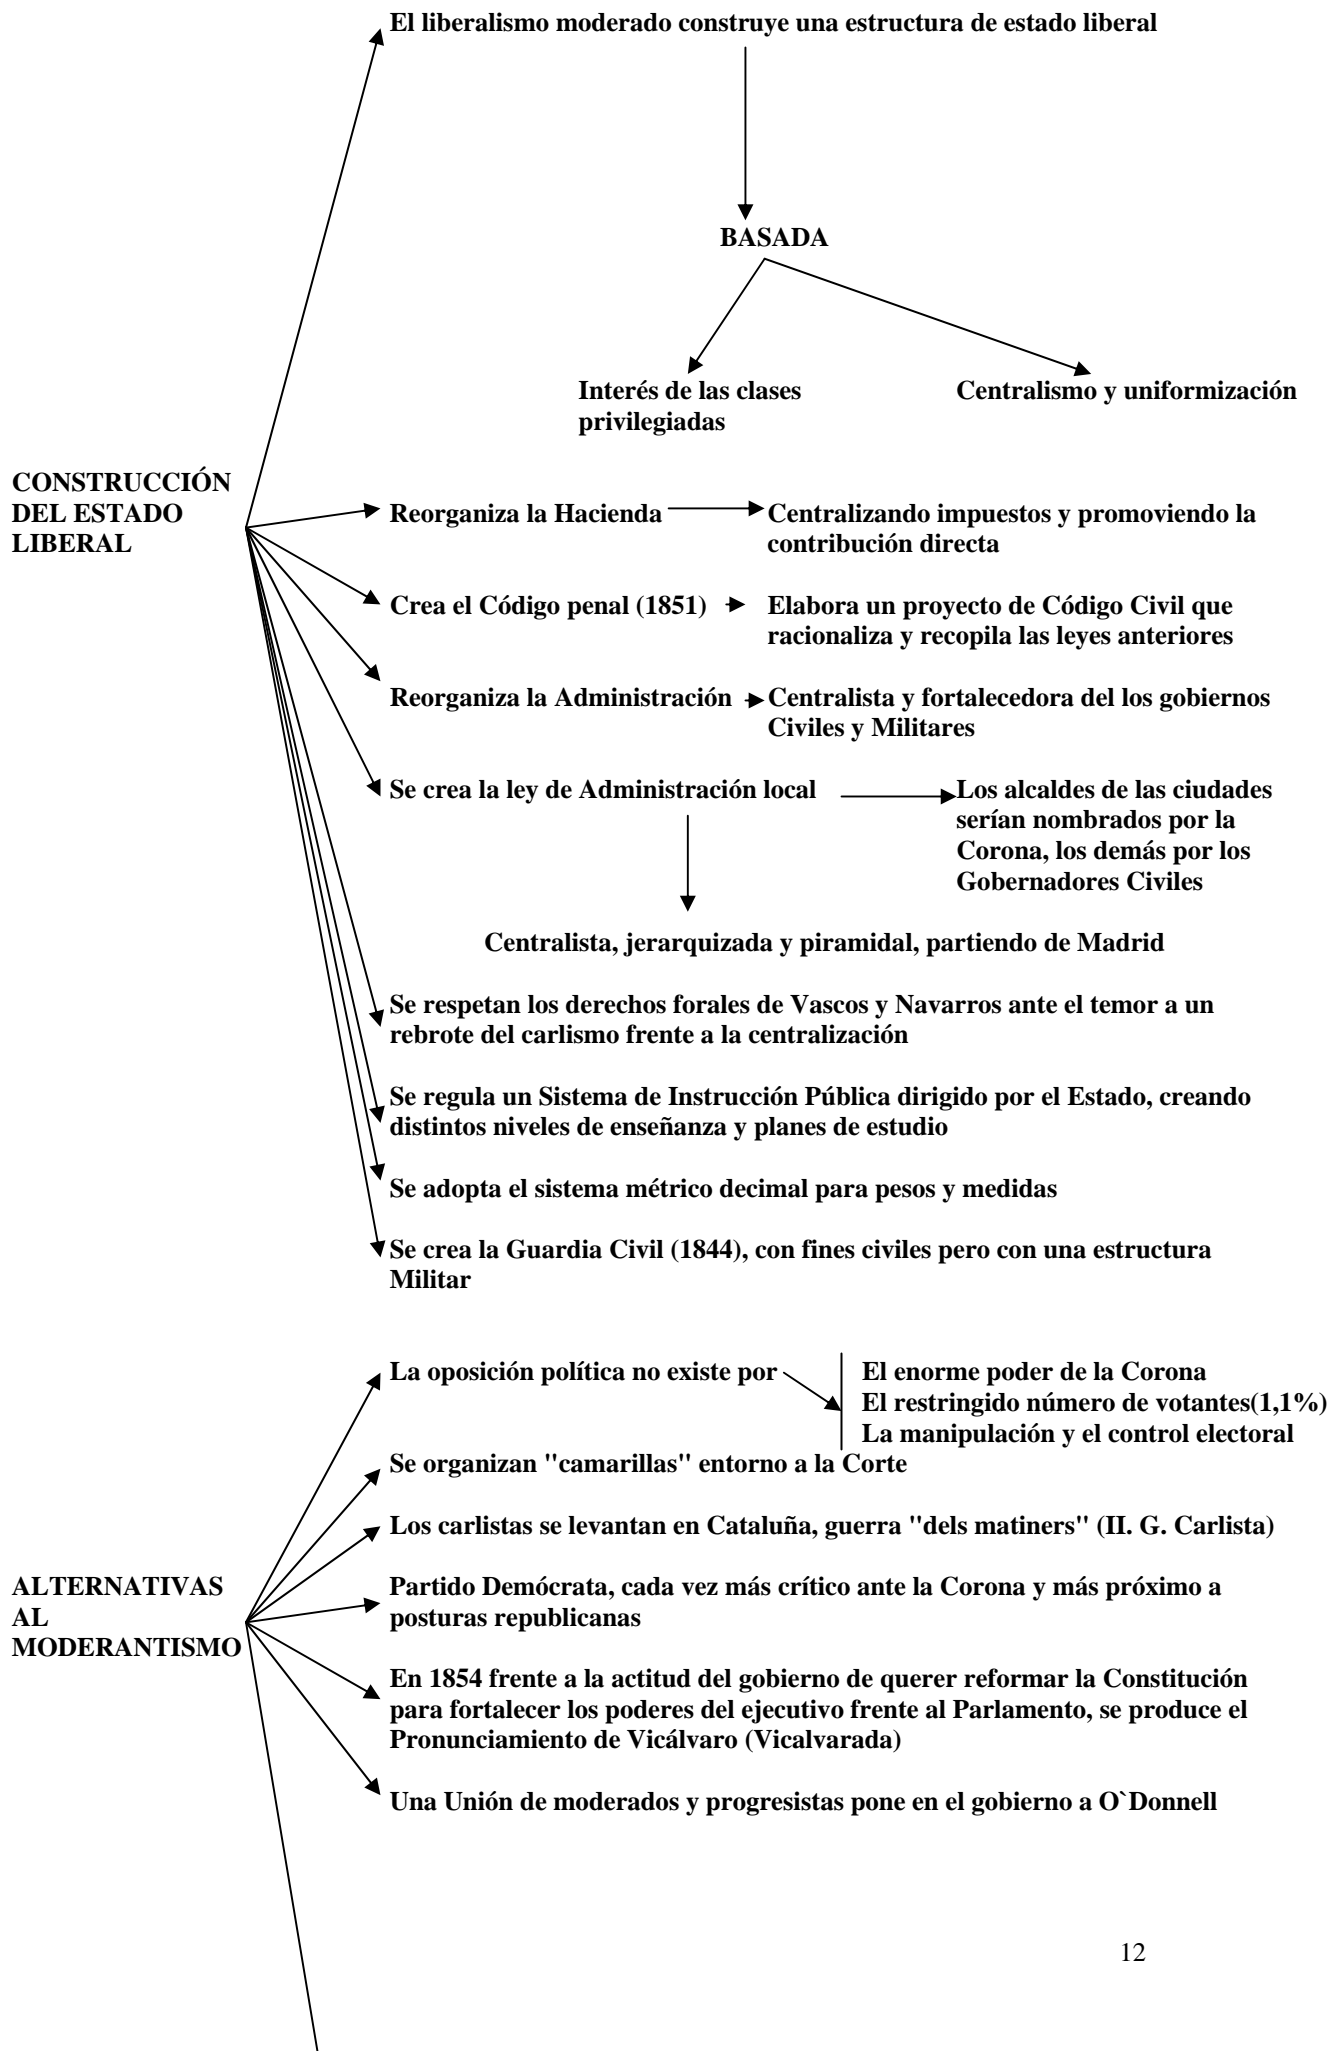 El liberalismo moderado construye una estructura de estado liberal
BASADA
Interés de las clases
privilegiadas
Centralismo y uniformización
CONSTRUCCIÓN
DEL ESTADO
LIBERAL
Reorganiza la Hacienda
Centralizando impuestos y promoviendo la
contribución directa
Crea el Código penal (1851)
Elabora un proyecto de Código Civil que
racionaliza y recopila las leyes anteriores
Reorganiza la Administración
Centralista y fortalecedora del los gobiernos
Civiles y Militares
Se crea la ley de Administración local
Los alcaldes de las ciudades
serían nombrados por la
Corona, los demás por los
Gobernadores Civiles
Centralista, jerarquizada y piramidal, partiendo de Madrid
Se respetan los derechos forales de Vascos y Navarros ante el temor a un
rebrote del carlismo frente a la centralización
Se regula un Sistema de Instrucción Pública dirigido por el Estado, creando
distintos niveles de enseñanza y planes de estudio
Se adopta el sistema métrico decimal para pesos y medidas
Se crea la Guardia Civil (1844), con fines civiles pero con una estructura
Militar
La oposición política no existe por
El enorme poder de la Corona
El restringido número de votantes(1,1%)
La manipulación y el control electoral
Se organizan "camarillas" entorno a la Corte
Los carlistas se levantan en Cataluña, guerra "dels matiners" (II. G. Carlista)
ALTERNATIVAS
AL
MODERANTISMO
Partido Demócrata, cada vez más crítico ante la Corona y más próximo a
posturas republicanas
En 1854 frente a la actitud del gobierno de querer reformar la Constitución
para fortalecer los poderes del ejecutivo frente al Parlamento, se produce el
Pronunciamiento de Vicálvaro (Vicalvarada)
Una Unión de moderados y progresistas pone en el gobierno a O`Donnell
12